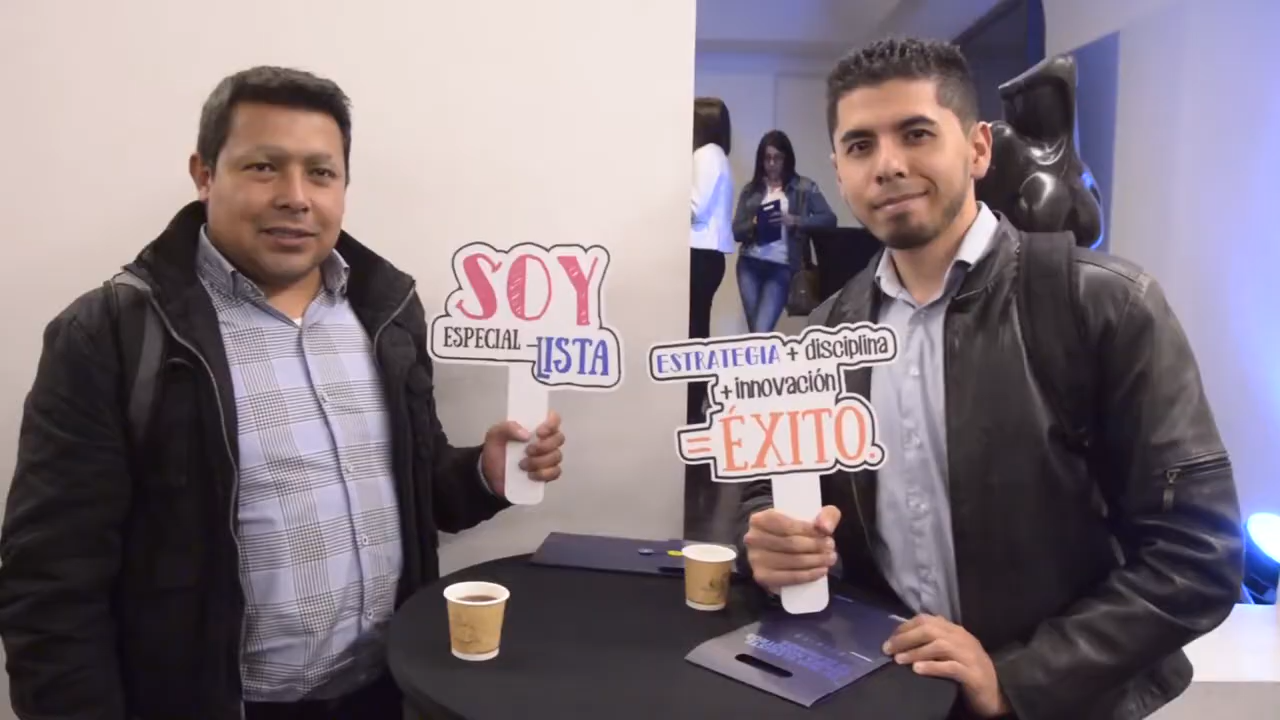 SOY
ESPECIAL-LISTA
ESTRATEGIA + disciplina
+ innovación
= ÉXITO.